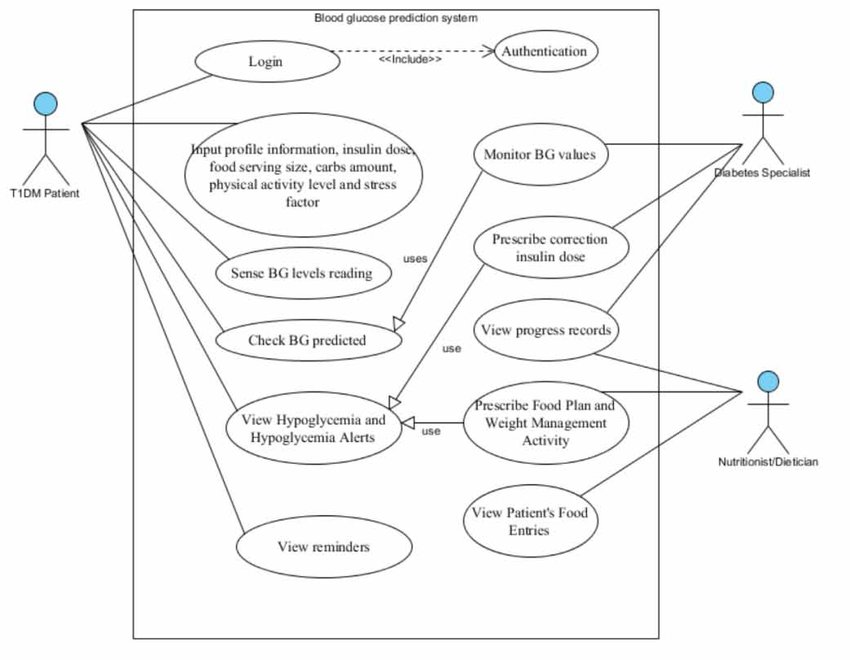 Blood glucose prediction system
Login
<<Include>>
Authentication
T1DM Patient
Input profile information, insulin dose,
food serving size, carbs amount,
physical activity level and stress
factor
Monitor BG values
Diabetes Specialist
Prescribe correction
insulin dose
uses
Sense BG levels reading
View progress records
Check BG predicted
use
View Hypoglycemia and
Hypoglycemia Alerts
use
Prescribe Food Plan and
Weight Management
Activity
Nutritionist/Dietician
View Patient's Food
Entries
View reminders